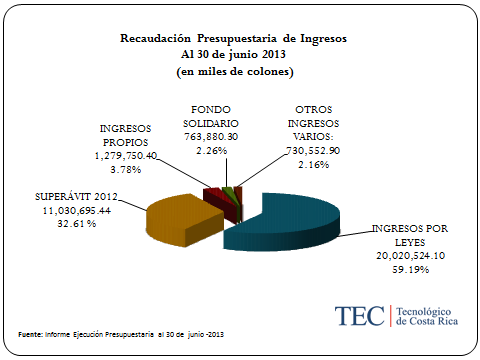 Recaudación Presupuestaria de Ingresos
Al 30 de junio 2013
(en miles de colones)
FONDO
SOLIDARIO
763,880.30
2.26%
OTROS
INGRESOS
VARIOS:
730,552.90
2.16%
INGRESOS
PROPIOS
1,279,750.40
3.78%
SUPERÁVIT 2012
11,030,695.44
32.61%
INGRESOS POR
LEYES
20,020,524.10
59.19%
TEC | Tecnológico
de Costa Rica
Fuente: Informe Ejecución Presupuestaria al 30 de junio -2013